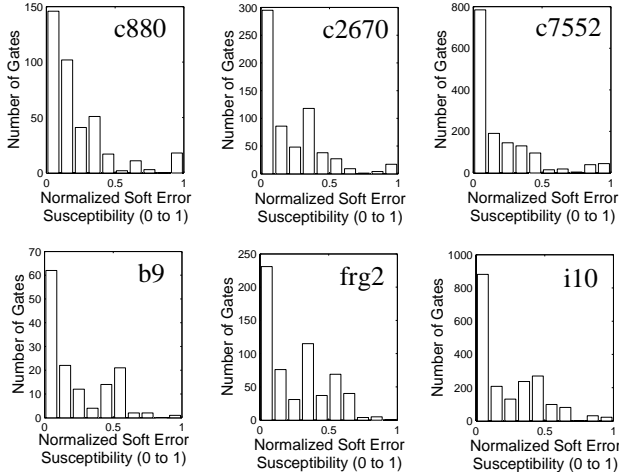 c880
Number of Gates
150
100
50
0
0
0.5
1
Normalized Soft Error
Susceptibility (0 to 1)
c2670
Number of Gates
300
250
200
150
100
50
0
0
0.5
1
Normalized Soft Error
Susceptibility (0 to 1)
c7552
Number of Gates
800
600
400
200
0
0
0.5
1
Normalized Soft Error
Susceptibility (0 to 1)
b9
Number of Gates
70
60
50
40
30
20
10
0
0
0.5
1
Normalized Soft Error
Susceptibility (0 to 1)
frg2
Number of Gates
250
200
150
100
50
0
0
0.5
1
Normalized Soft Error
Susceptibility (0 to 1)
i10
Number of Gates
1000
800
600
400
200
0
0
0.5
1
Normalized Soft Error
Susceptibility (0 to 1)